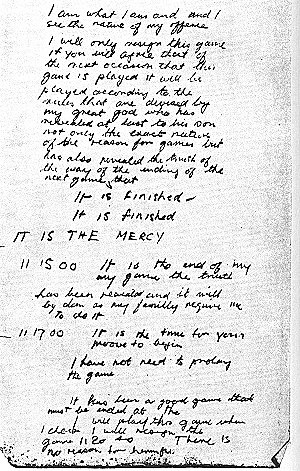 I am what I am and and I
see the nature of my offence
I will only resign this game
if you will agree that on
the next occasion that this
game is played it will be
played according to the
rules that are devised by
my great god who has
revealed at last to his son
not only the exact nature
of the reason for games but
has also revealed the truth of
the way of the ending of the
next game that
It is finished -
It is finished
IT IS THE MERCY
11 15 00 It is the end of my
my game the truth
has been revealed and it will
be done as my family require me
to do it
11 17 00 It is the time for your
move to begin
I have not need to prolong
the game
It has been a good game that
must be ended at the
I will play this game when
I chose I will resign the
game 11 20 40 There is
no reason for harmful